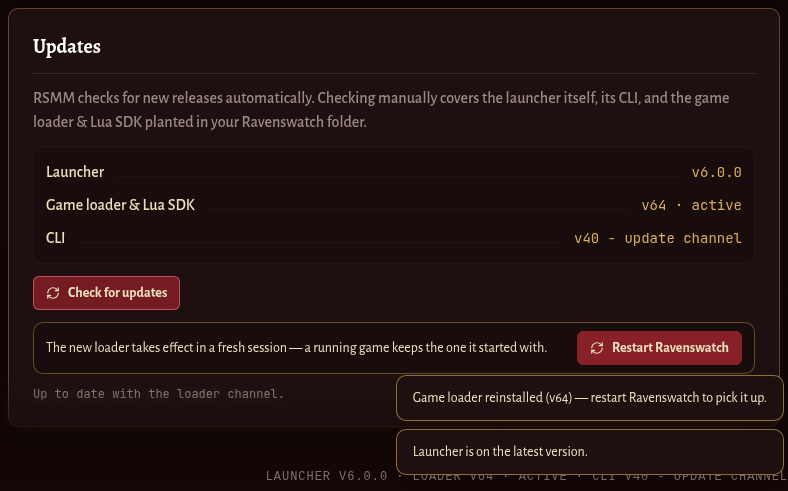 Updates
RSMM checks for new releases automatically. Checking manually covers the launcher itself, its CLI, and the game
loader & Lua SDK planted in your Ravenswatch folder.
Launcher v6.0.0
Game loader & Lua SDK v64 · active
CLI v40 - update channel
Check for updates
The new loader takes effect in a fresh session — a running game keeps the one it started with. Restart Ravenswatch
Up to date with the loader channel.
Game loader reinstalled (v64) — restart Ravenswatch to pick it up.
Launcher is on the latest version.
LAUNCHER V6.0.0 · LOADER V64 · ACTIVE · CLI V40 - UPDATE CHANNEL